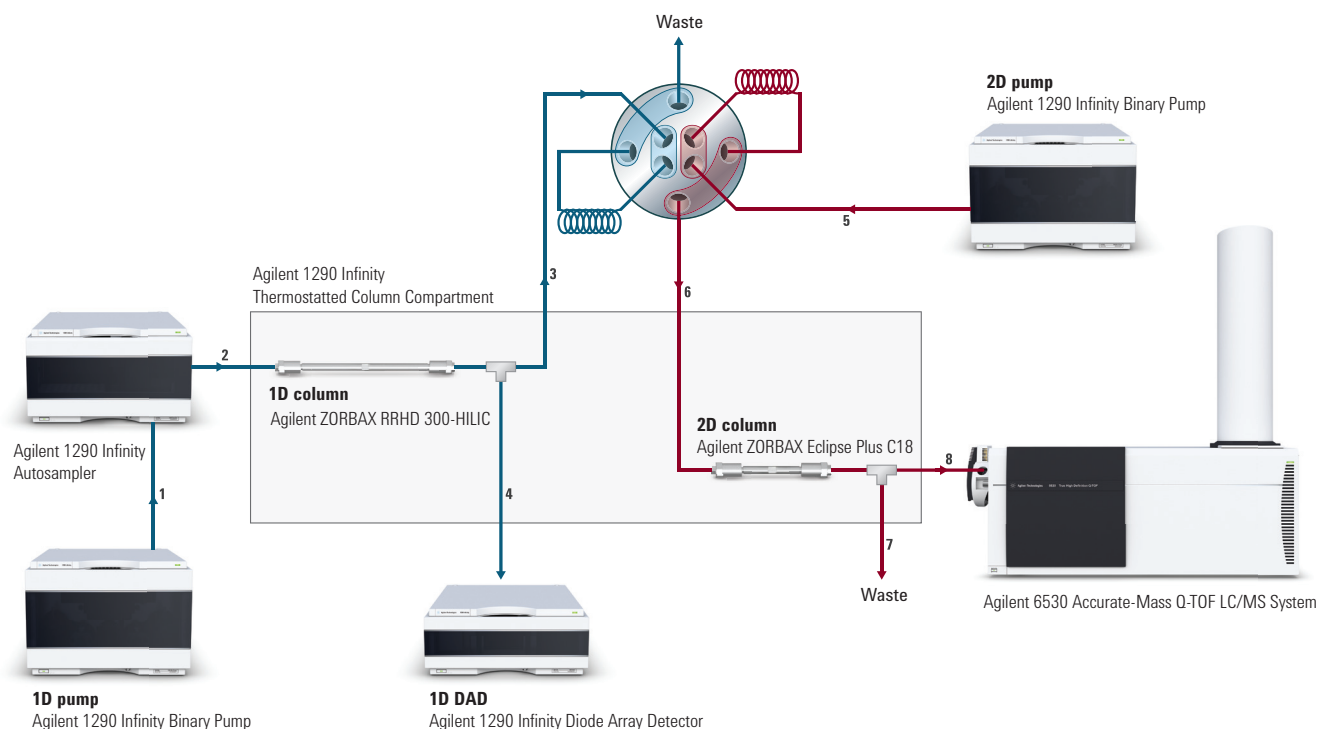 Waste
2D pump
Agilent 1290 Infinity Binary Pump
5
Agilent 1290 Infinity
Thermostatted Column Compartment
3
6
2
1D column
Agilent ZORBAX RRHD 300-HILIC
2D column
Agilent ZORBAX Eclipse Plus C18
Agilent 1290 Infinity
Autosampler
8
1
4
7
Waste
Agilent 6530 Accurate-Mass Q-TOF LC/MS System
1D pump
Agilent 1290 Infinity Binary Pump
1D DAD
Agilent 1290 Infinity Diode Array Detector